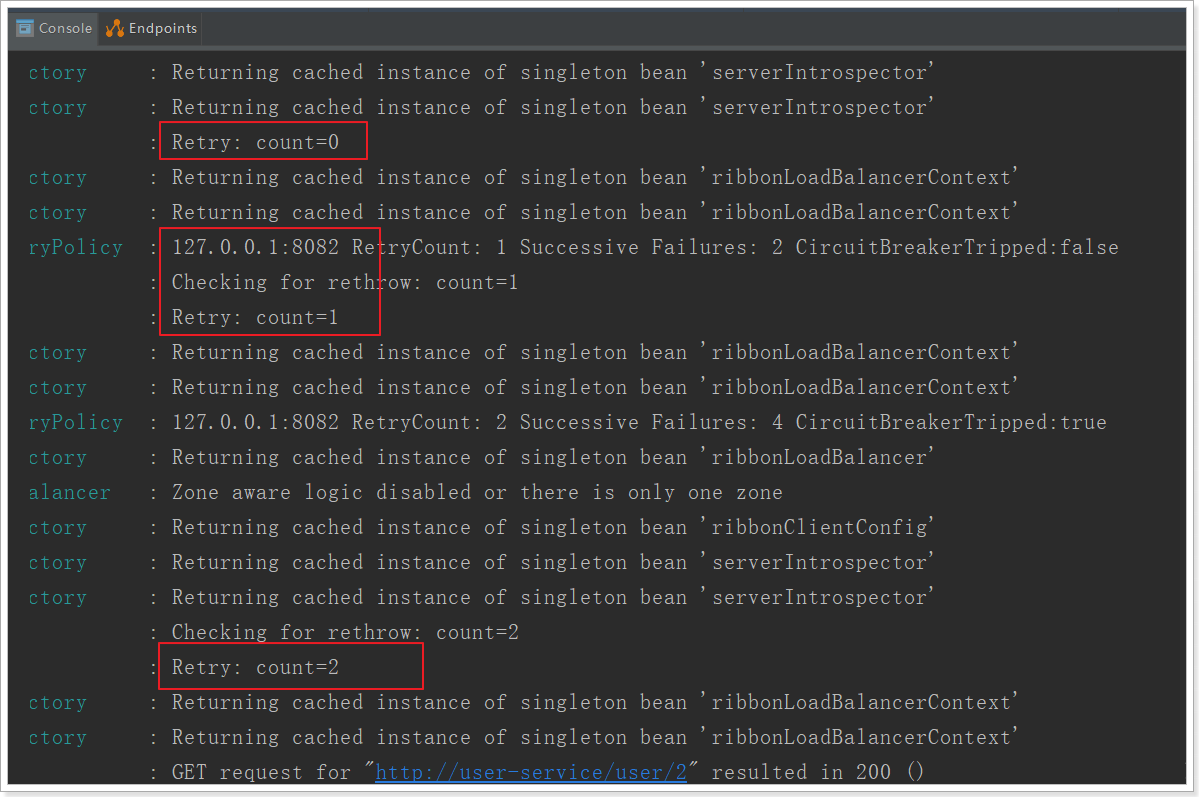 Console Endpoints
ctory : Returning cached instance of singleton bean 'serverIntrospector'
ctory : Returning cached instance of singleton bean 'serverIntrospector'
: Retry: count=0
ctory : Returning cached instance of singleton bean 'ribbonLoadBalancerContext'
ctory : Returning cached instance of singleton bean 'ribbonLoadBalancerContext'
ryPolicy : 127.0.0.1:8082 RetryCount: 1 Successive Failures: 2 CircuitBreakerTripped:false
: Checking for rethrow: count=1
: Retry: count=1
ctory : Returning cached instance of singleton bean 'ribbonLoadBalancerContext'
ctory : Returning cached instance of singleton bean 'ribbonLoadBalancerContext'
ryPolicy : 127.0.0.1:8082 RetryCount: 2 Successive Failures: 4 CircuitBreakerTripped:true
ctory : Returning cached instance of singleton bean 'ribbonLoadBalancer'
alancer : Zone aware logic disabled or there is only one zone
ctory : Returning cached instance of singleton bean 'ribbonClientConfig'
ctory : Returning cached instance of singleton bean 'serverIntrospector'
ctory : Returning cached instance of singleton bean 'serverIntrospector'
: Checking for rethrow: count=2
: Retry: count=2
ctory : Returning cached instance of singleton bean 'ribbonLoadBalancerContext'
ctory : Returning cached instance of singleton bean 'ribbonLoadBalancerContext'
: GET request for "http://user-service/user/2" resulted in 200 ()